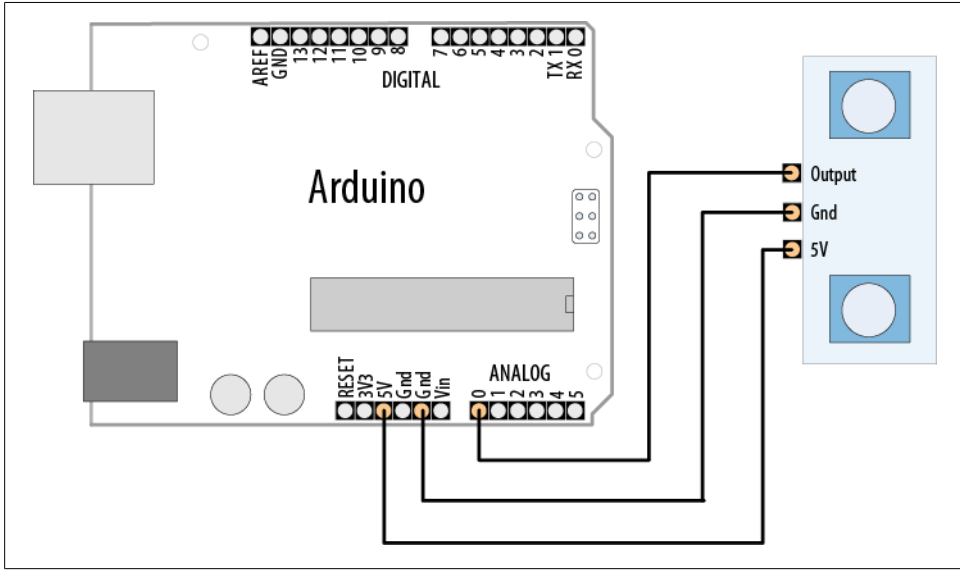 AREF GND 13 12 11 10 9 8 7 6 5 4 3 2 TX 1 RX 0
DIGITAL
Arduino
Output
Gnd
5V
ANALOG
RESET 3V3 5V Gnd Gnd Vin 0 1 2 3 4 5